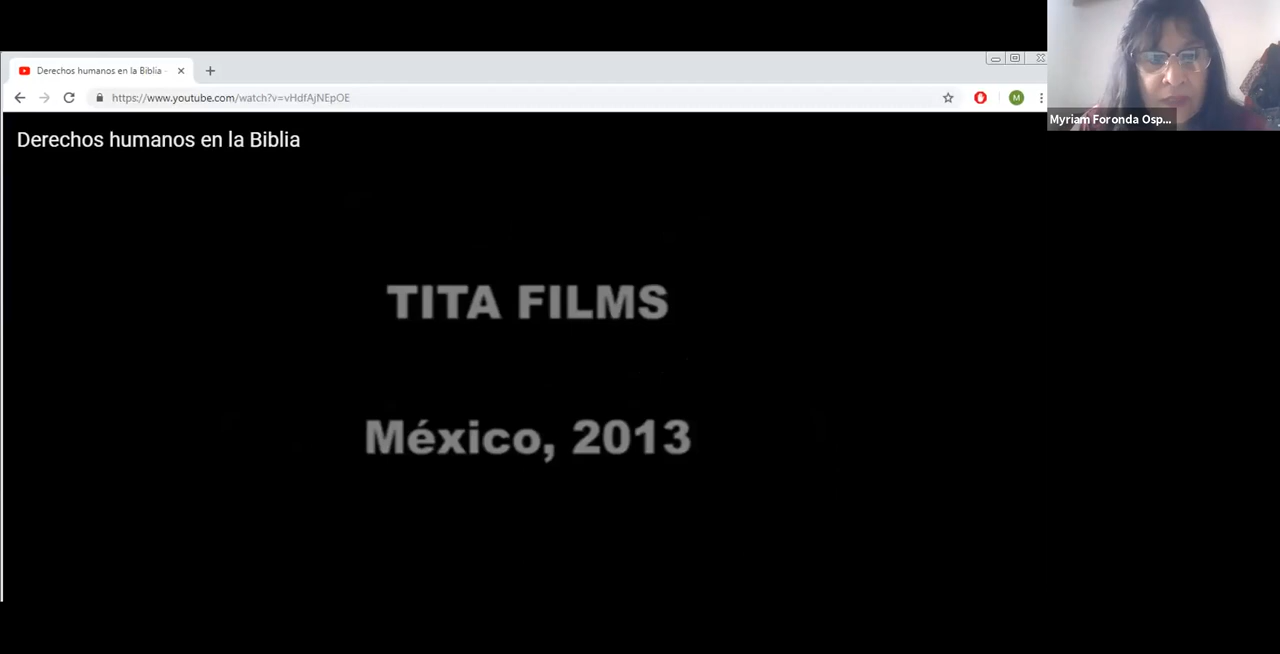 Derechos humanos en la Biblia -
https://www.youtube.com/watch?v=vHdfAjNEpOE
M
Myriam Foronda Osp...
Derechos humanos en la Biblia
TITA FILMS
México, 2013